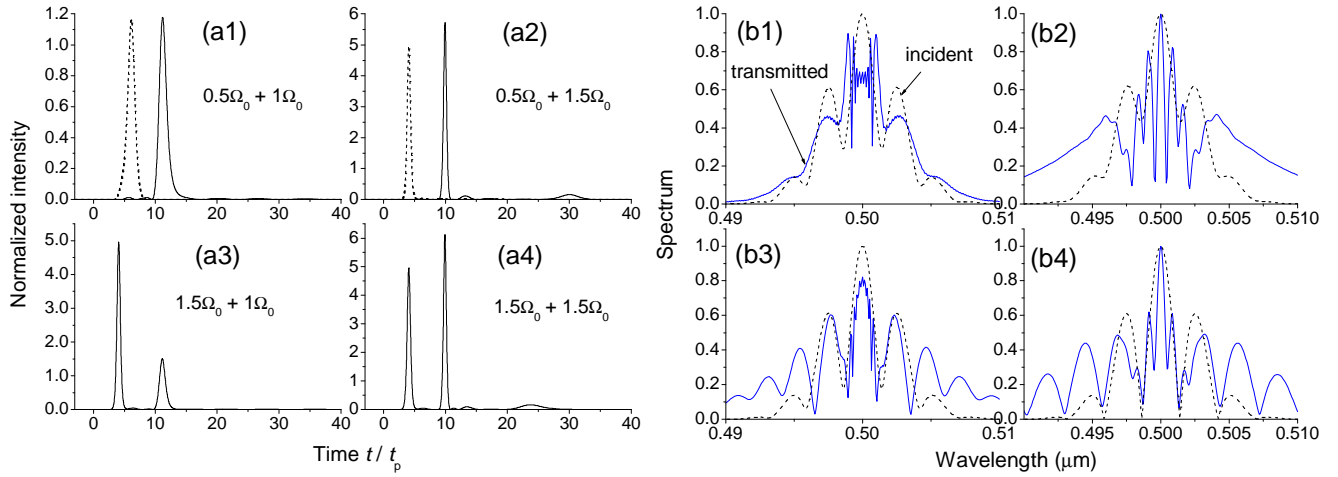 Normalized intensity
1.2
1.0
0.8
0.6
0.4
0.2
0.0
(a1)
0.5Ω₀ + 1Ω₀
0 10 20 30 40
6
5
4
3
2
1
0
(a2)
0.5Ω₀ + 1.5Ω₀
0 10 20 30 40
5.0
4.0
3.0
2.0
1.0
0.0
(a3)
1.5Ω₀ + 1Ω₀
0 10 20 30 40
6
5
4
3
2
1
0
(a4)
1.5Ω₀ + 1.5Ω₀
0 10 20 30 40
Time t / tₚ
Spectrum
1.0
0.8
0.6
0.4
0.2
0.0
(b1)
incident
transmitted
0.49 0.50 0.51
1.0
0.8
0.6
0.4
0.2
0.0
(b2)
0.495 0.500 0.505 0.510
1.0
0.8
0.6
0.4
0.2
0.0
(b3)
0.49 0.50 0.51
1.0
0.8
0.6
0.4
0.2
0.0
(b4)
0.495 0.500 0.505 0.510
Wavelength (μm)